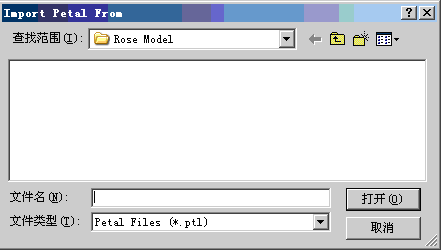 Import Petal From
查找范围(I): Rose Model
文件名(N):
打开(O)
文件类型(T): Petal Files (*.ptl)
取消